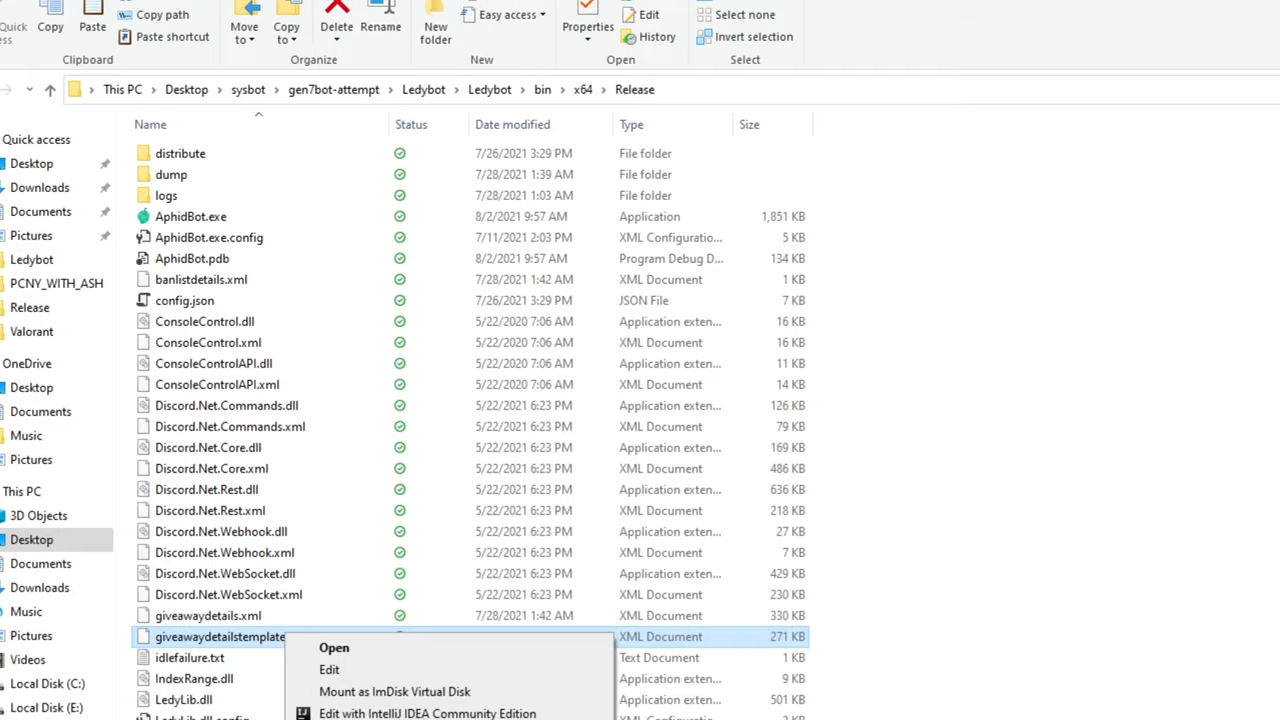 Copy path
Quick
Copy
Paste
Paste shortcut
Move to
Copy to
Delete
Rename
New folder
Easy access
Properties
Edit
History
Select none
Invert selection
Clipboard
Organize
New
Open
Select
This PC > Desktop > sysbot > gen7bot-attempt > Ledybot > Ledybot > bin > x64 > Release
Name Status Date modified Type Size
Quick access
Desktop
Downloads
Documents
Pictures
Ledybot
PCNY_WITH_ASH
Release
Valorant
OneDrive
Desktop
Documents
Music
Pictures
This PC
3D Objects
Desktop
Documents
Downloads
Music
Pictures
Videos
Local Disk (C:)
Local Disk (E:)
distribute 7/26/2021 3:29 PM File folder
dump 7/28/2021 1:39 AM File folder
logs 7/28/2021 1:03 AM File folder
AphidBot.exe 8/2/2021 9:57 AM Application 1,851 KB
AphidBot.exe.config 7/11/2021 2:03 PM XML Configuratio... 5 KB
AphidBot.pdb 8/2/2021 9:57 AM Program Debug D... 134 KB
banlistdetails.xml 7/28/2021 1:42 AM XML Document 1 KB
config.json 7/26/2021 3:29 PM JSON File 7 KB
ConsoleControl.dll 5/22/2020 7:06 AM Application exten... 16 KB
ConsoleControl.xml 5/22/2020 7:06 AM XML Document 16 KB
ConsoleControlAPI.dll 5/22/2020 7:06 AM Application exten... 11 KB
ConsoleControlAPI.xml 5/22/2020 7:06 AM XML Document 14 KB
Discord.Net.Commands.dll 5/22/2021 6:23 PM Application exten... 126 KB
Discord.Net.Commands.xml 5/22/2021 6:23 PM XML Document 79 KB
Discord.Net.Core.dll 5/22/2021 6:23 PM Application exten... 169 KB
Discord.Net.Core.xml 5/22/2021 6:23 PM XML Document 486 KB
Discord.Net.Rest.dll 5/22/2021 6:23 PM Application exten... 636 KB
Discord.Net.Rest.xml 5/22/2021 6:23 PM XML Document 218 KB
Discord.Net.Webhook.dll 5/22/2021 6:23 PM Application exten... 27 KB
Discord.Net.Webhook.xml 5/22/2021 6:23 PM XML Document 7 KB
Discord.Net.WebSocket.dll 5/22/2021 6:23 PM Application exten... 429 KB
Discord.Net.WebSocket.xml 5/22/2021 6:23 PM XML Document 230 KB
giveawaydetails.xml 7/28/2021 1:42 AM XML Document 330 KB
giveawaydetailstemplate XML Document 271 KB
idlefailure.txt Text Document 1 KB
IndexRange.dll Application exten... 9 KB
LedyLib.dll Application exten... 501 KB
Open
Edit
Mount as ImDisk Virtual Disk
Edit with IntelliJ IDEA Community Edition